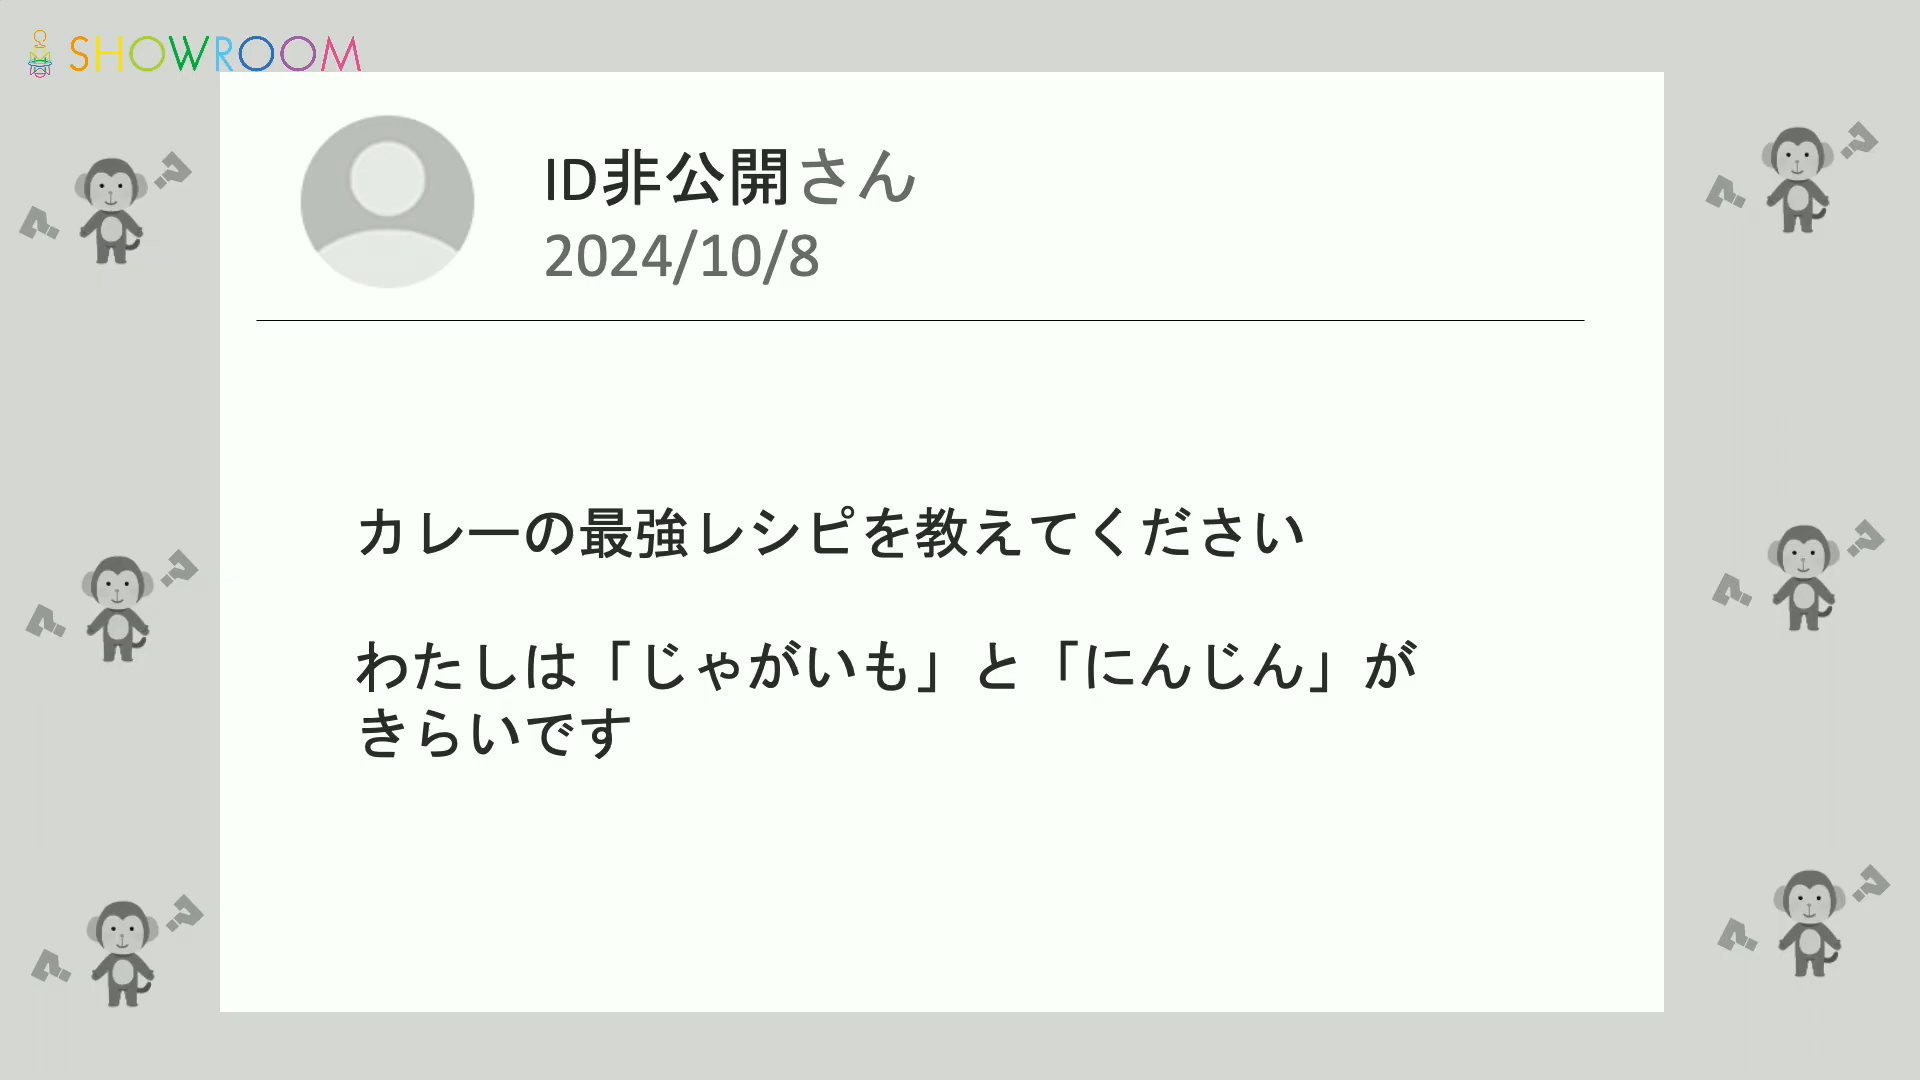 SHOWROOM
ID非公開さん
2024/10/8
カレーの最強レシピを教えてください
わたしは「じゃがいも」と「にんじん」が
きらいです